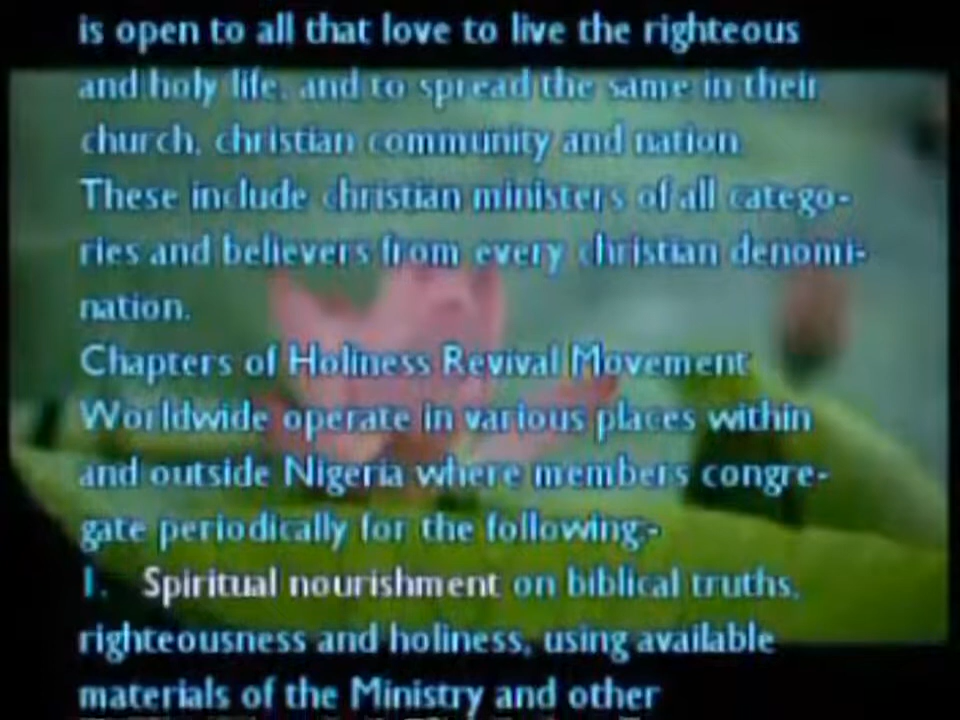 is open to all that love to live the righteous
and holy life, and to spread the same in their
church, christian community and nation.
These include christian ministers of all catego-
ries and believers from every christian denomi-
nation.
Chapters of Holiness Revival Movement
Worldwide operate in various places within
and outside Nigeria where members congre-
gate periodically for the following:-
1. Spiritual nourishment on biblical truths,
righteousness and holiness, using available
materials of the Ministry and other